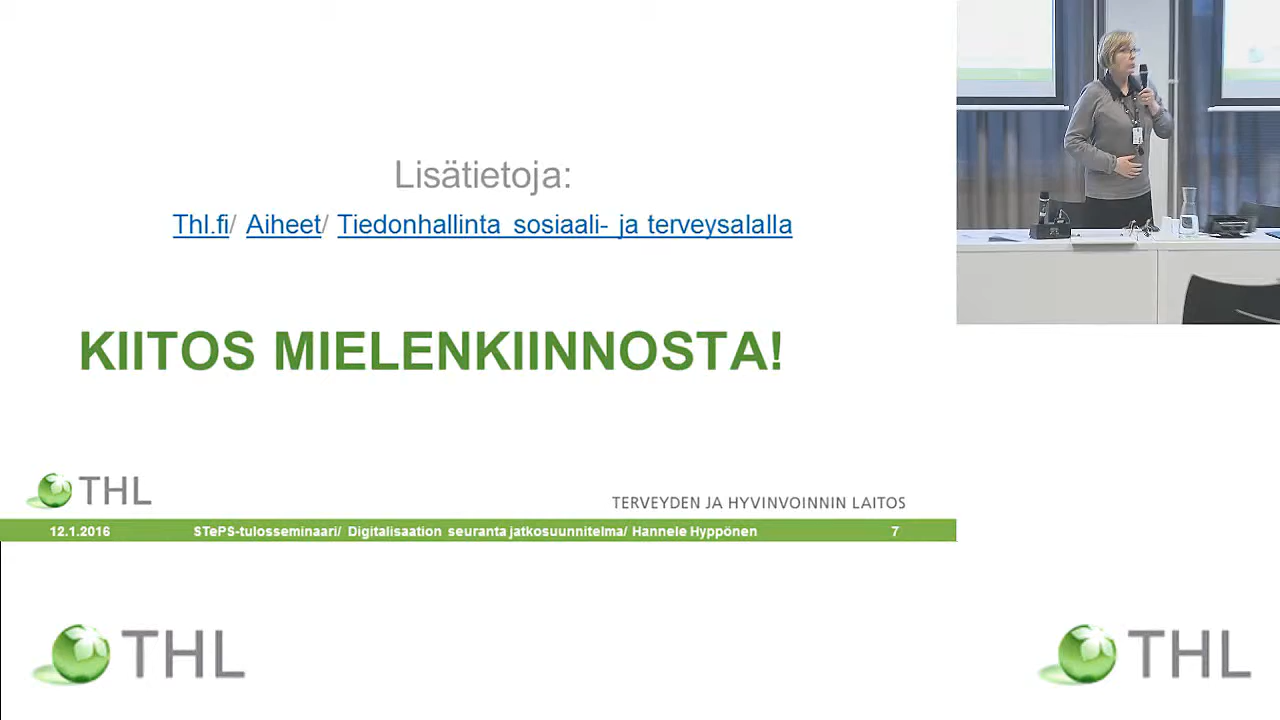 Lisätietoja:
Thl.fi/ Aiheet/ Tiedonhallinta sosiaali- ja terveysalalla
KIITOS MIELENKIINNOSTA!
THL
TERVEYDEN JA HYVINVOINNIN LAITOS
12.1.2016 STePS-tulosseminaari/ Digitalisaation seuranta jatkosuunnitelma/ Hannele Hyppönen 7
THL
THL